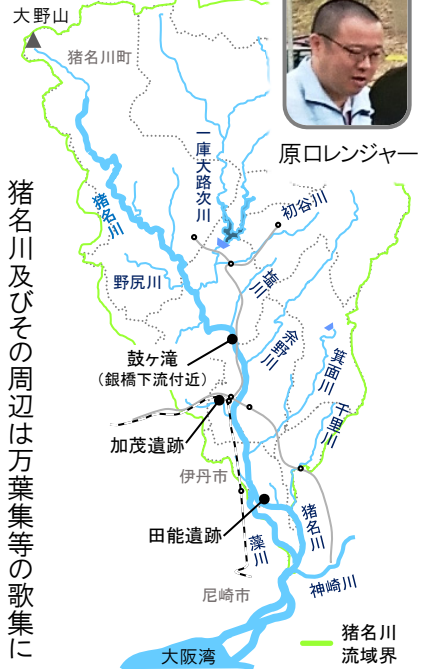 大野山
猪名川町
原口レンジャー
一庫大路次川
初谷川
猪名川
野尻川
塩川
余野川
箕面川
千里川
鼓ヶ滝
（銀橋下流付近）
加茂遺跡
伊丹市
田能遺跡
猪名川
藻川
尼崎市
神崎川
大阪湾
猪名川
流域界
猪名川及びその周辺は万葉集等の歌集に